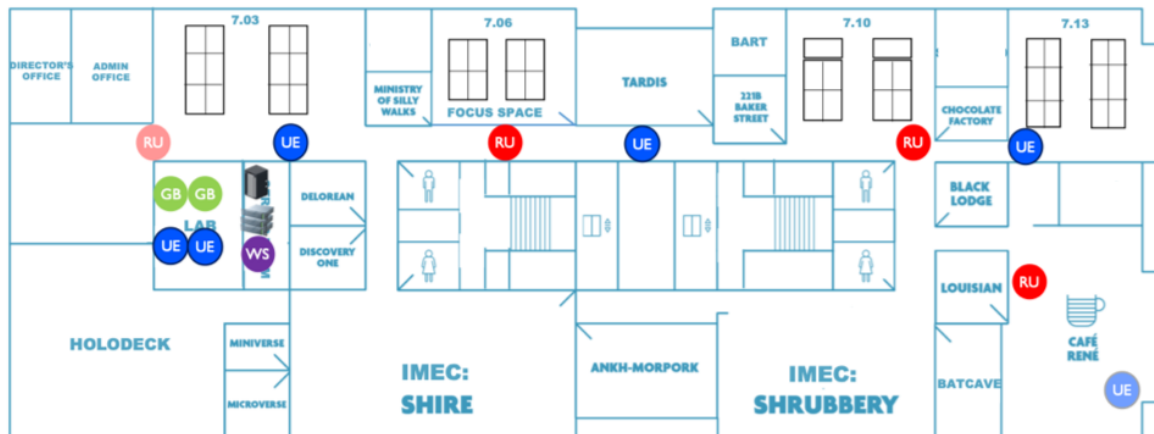 7.03
7.06
7.10
7.13
DIRECTOR'S
OFFICE
ADMIN
OFFICE
MINISTRY
OF SILLY
WALKS
FOCUS SPACE
TARDIS
BART
221B
BAKER
STREET
CHOCOLATE
FACTORY
RU
UE
RU
UE
RU
UE
GB
GB
LAB
UE
UE
WS
DELOREAN
DISCOVERY
ONE
BLACK
LODGE
LOUISIAN
RU
HOLODECK
MINIVERSE
MICROVERSE
IMEC:
SHIRE
ANKH-MORPORK
IMEC:
SHRUBBERY
BATCAVE
CAFÉ
RENÉ
UE